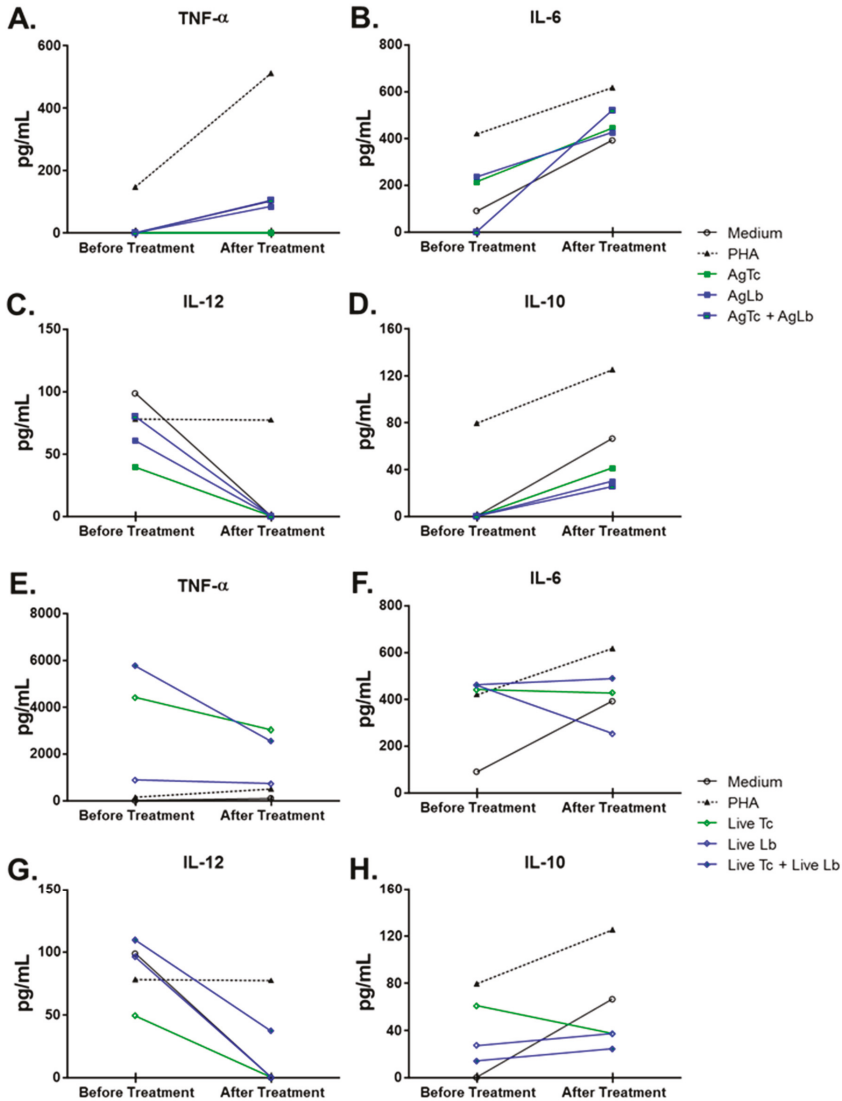 A.
TNF-α
pg/mL
600
400
200
0
Before Treatment After Treatment
B.
IL-6
pg/mL
800
600
400
200
0
Before Treatment After Treatment
Medium
PHA
AgTc
AgLb
AgTc + AgLb
C.
IL-12
pg/mL
150
100
50
0
Before Treatment After Treatment
D.
IL-10
pg/mL
160
120
80
40
0
Before Treatment After Treatment
E.
TNF-α
pg/mL
8000
6000
4000
2000
0
Before Treatment After Treatment
F.
IL-6
pg/mL
800
600
400
200
0
Before Treatment After Treatment
Medium
PHA
Live Tc
Live Lb
Live Tc + Live Lb
G.
IL-12
pg/mL
150
100
50
0
Before Treatment After Treatment
H.
IL-10
pg/mL
160
120
80
40
0
Before Treatment After Treatment